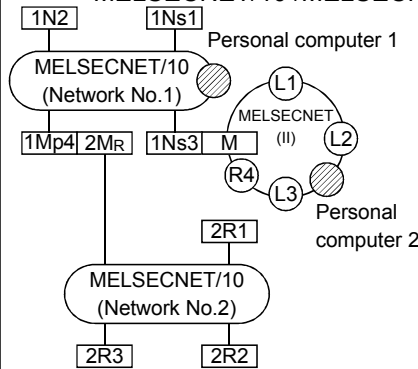 1N2
1Ns1
Personal computer 1
MELSECNET/10
(Network No.1)
L1
MELSECNET
(II)
L2
1Mp4 2MR
1Ns3 M
R4
L3
Personal
computer 2
2R1
MELSECNET/10
(Network No.2)
2R3
2R2